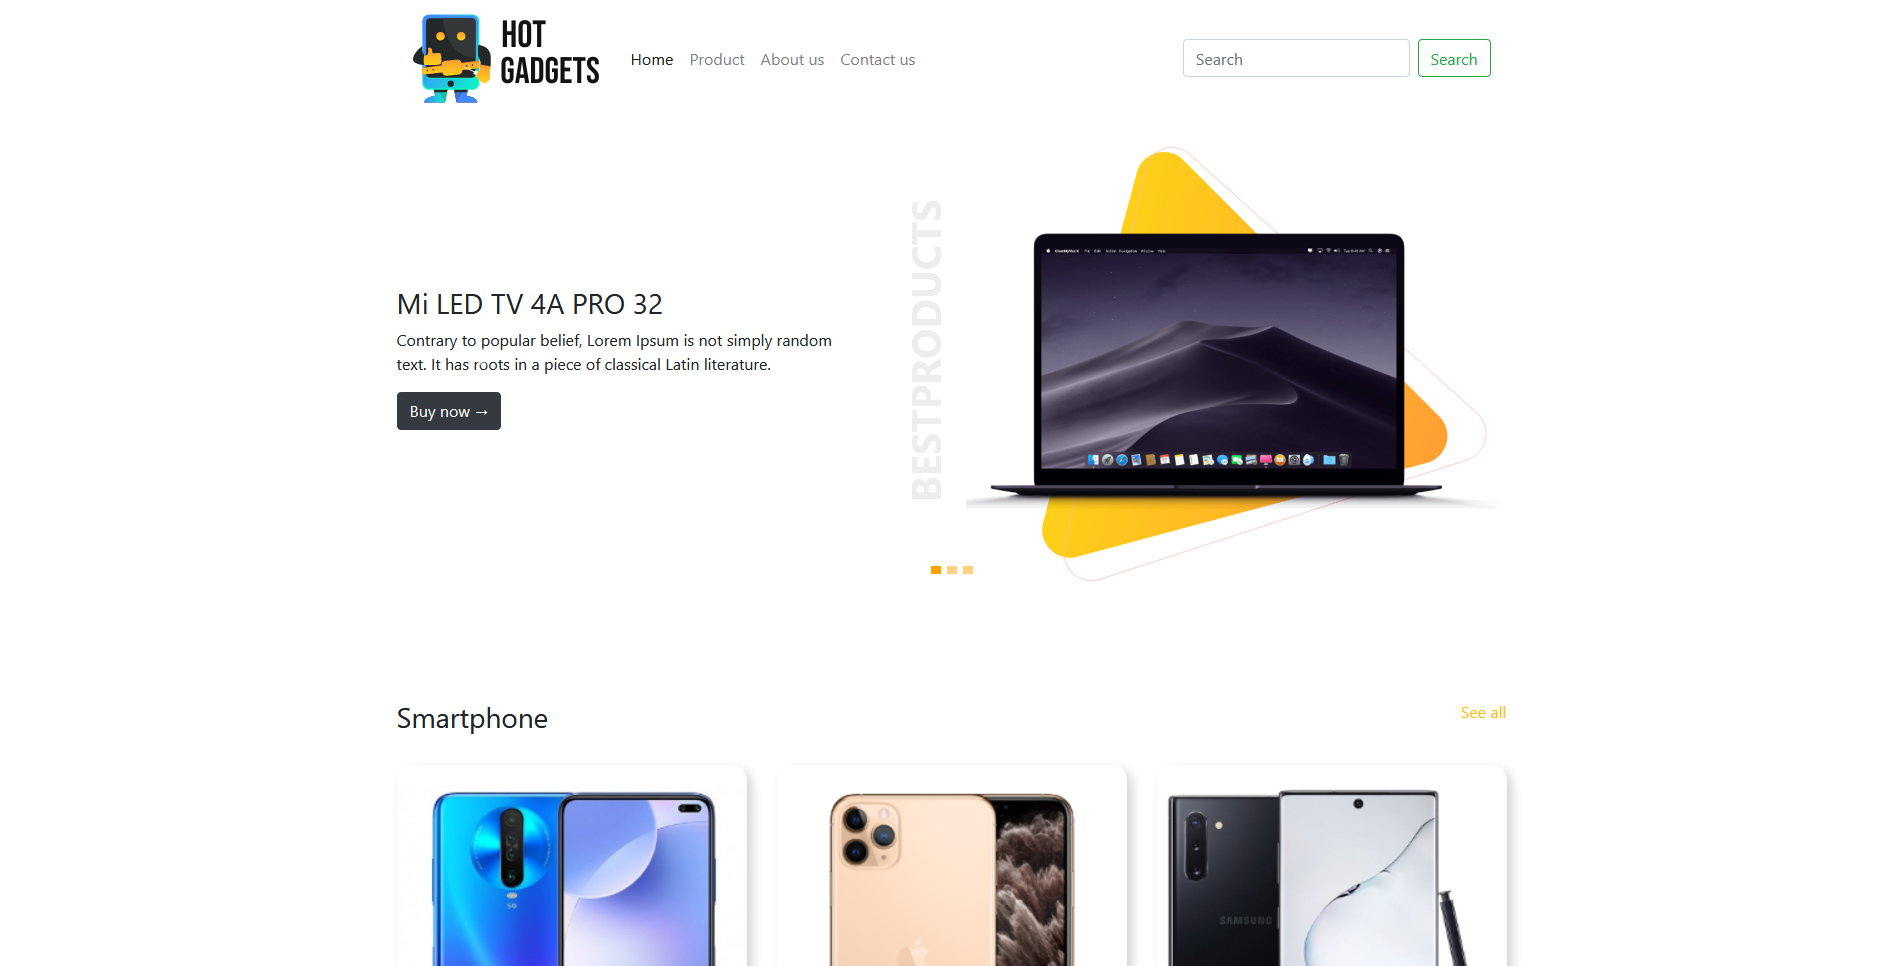 HOT
GADGETS
Home
Product
About us
Contact us
Search
Search
BESTPRODUCTS
Mi LED TV 4A PRO 32
Contrary to popular belief, Lorem Ipsum is not simply random
text. It has roots in a piece of classical Latin literature.
Buy now →
Smartphone
See all
SAMSUNG